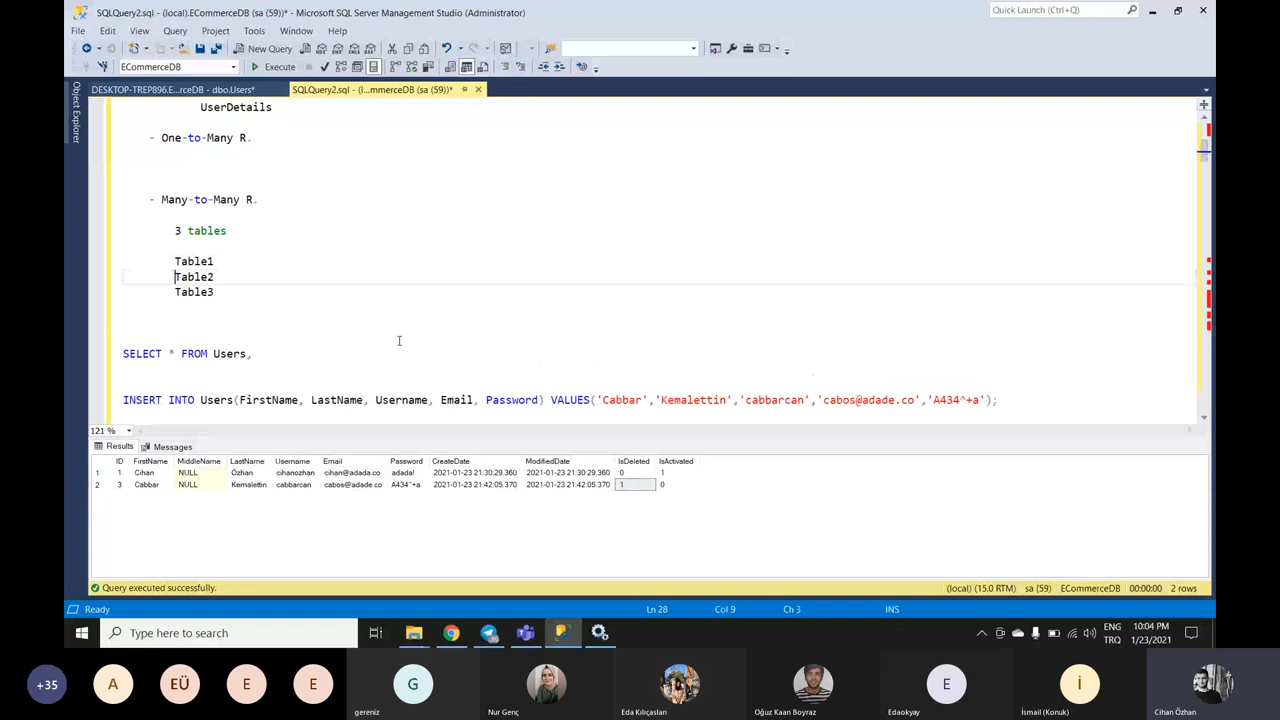 SQLQuery2.sql - (local).ECommerceDB (sa (59))* - Microsoft SQL Server Management Studio (Administrator)
Quick Launch (Ctrl+Q)
File Edit View Query Project Tools Window Help
New Query
ECommerceDB
Execute
Object Explorer
DESKTOP-TREP896.E...rceDB - dbo.Users*
SQLQuery2.sql - (l...mmerceDB (sa (59))*
UserDetails
- One-to-Many R.
- Many-to-Many R.
3 tables
Table1
Table2
Table3
SELECT * FROM Users,
INSERT INTO Users(FirstName, LastName, Username, Email, Password) VALUES('Cabbar','Kemalettin','cabbarcan','cabos@adade.co','A434^+a');
121 %
Results Messages
ID FirstName MiddleName LastName Username Email Password CreateDate ModifiedDate IsDeleted IsActivated
1 1 Cihan NULL Özhan cihanozhan cihan@adada.co adada! 2021-01-23 21:30:29.360 2021-01-23 21:30:29.360 0 1
2 3 Cabbar NULL Kemalettin cabbarcan cabos@adade.co A434^+a 2021-01-23 21:42:05.370 2021-01-23 21:42:05.370 1 0
Query executed successfully.
(local) (15.0 RTM) sa (59) ECommerceDB 00:00:00 2 rows
Ready
Ln 28 Col 9 Ch 3 INS
Type here to search
ENG
TRQ
10:04 PM
1/23/2021
+35 A EÜ E E G E İ
gereniz Nur Genç Eda Kılıçaslan Oğuz Kaan Boyraz Edaokyay İsmail (Konuk) Cihan Özhan